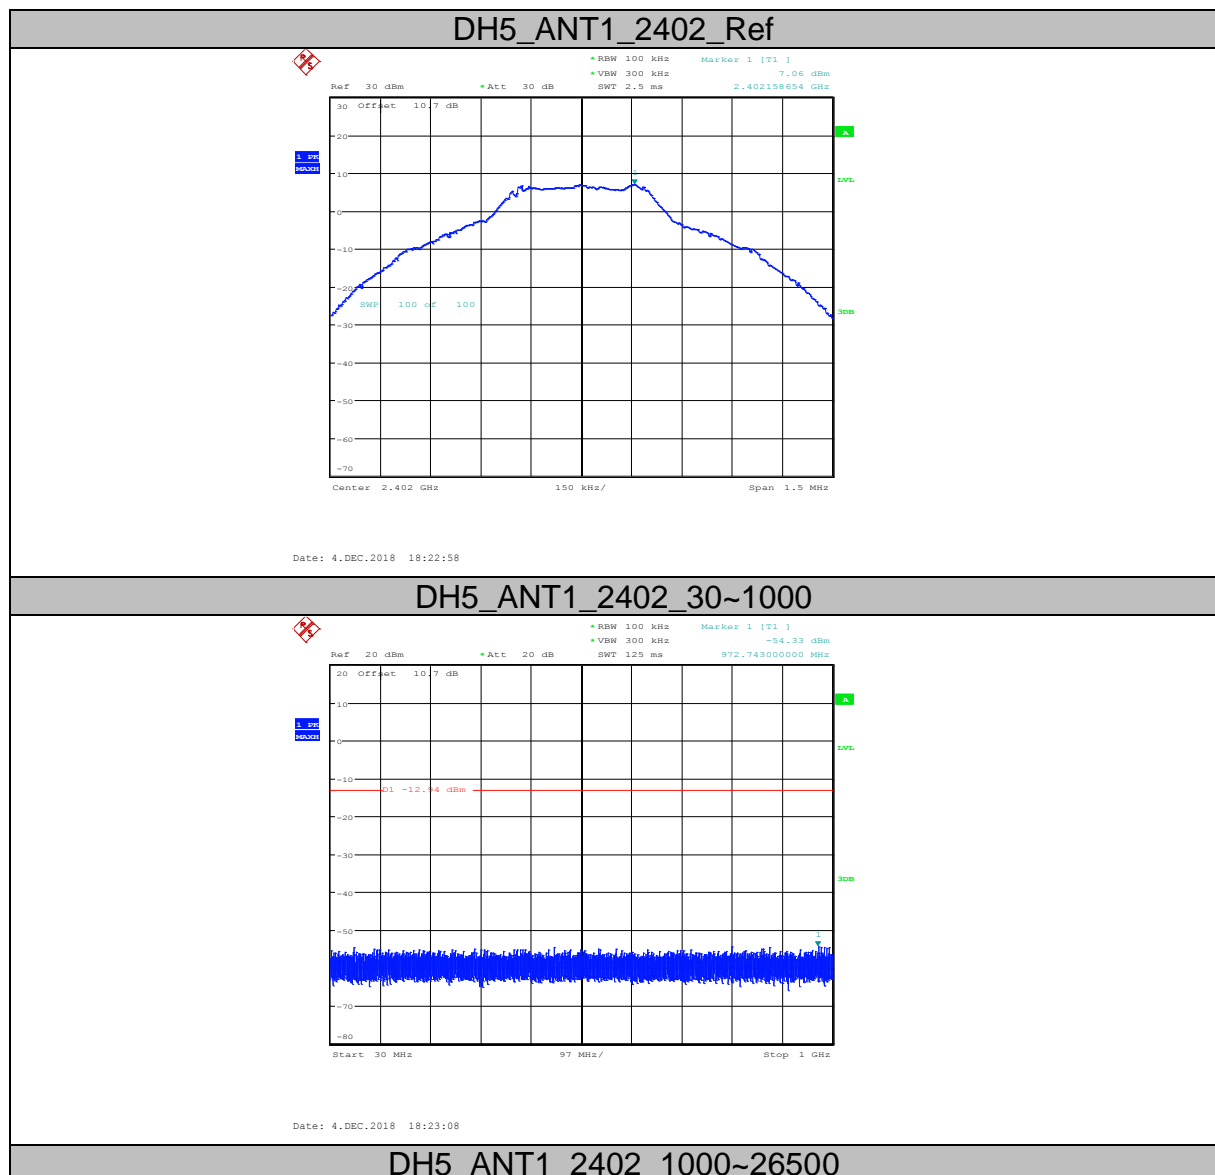 DH5_ANT1_2402_Ref
*RBW 100 kHz Marker 1 [T1 ]
*VBW 300 kHz 7.06 dBm
Ref 30 dBm *Att 30 dB SWT 2.5 ms 2.402158654 GHz
30 Offset 10.7 dB
A
20
1 PK
MAXH
10
LVL
1
0
-10
-20
SWP 100 of 100
3DB
-30
-40
-50
-60
-70
Center 2.402 GHz 150 kHz/ Span 1.5 MHz
Date: 4.DEC.2018 18:22:58
DH5_ANT1_2402_30~1000
*RBW 100 kHz Marker 1 [T1 ]
*VBW 300 kHz -54.33 dBm
Ref 20 dBm *Att 20 dB SWT 125 ms 972.743000000 MHz
20 Offset 10.7 dB
A
10
1 PK
MAXH
0
LVL
-10
D1 -12.94 dBm
-20
-30
3DB
-40
-50
1
-70
-80
Start 30 MHz 97 MHz/ Stop 1 GHz
Date: 4.DEC.2018 18:23:08
DH5_ANT1_2402_1000~26500